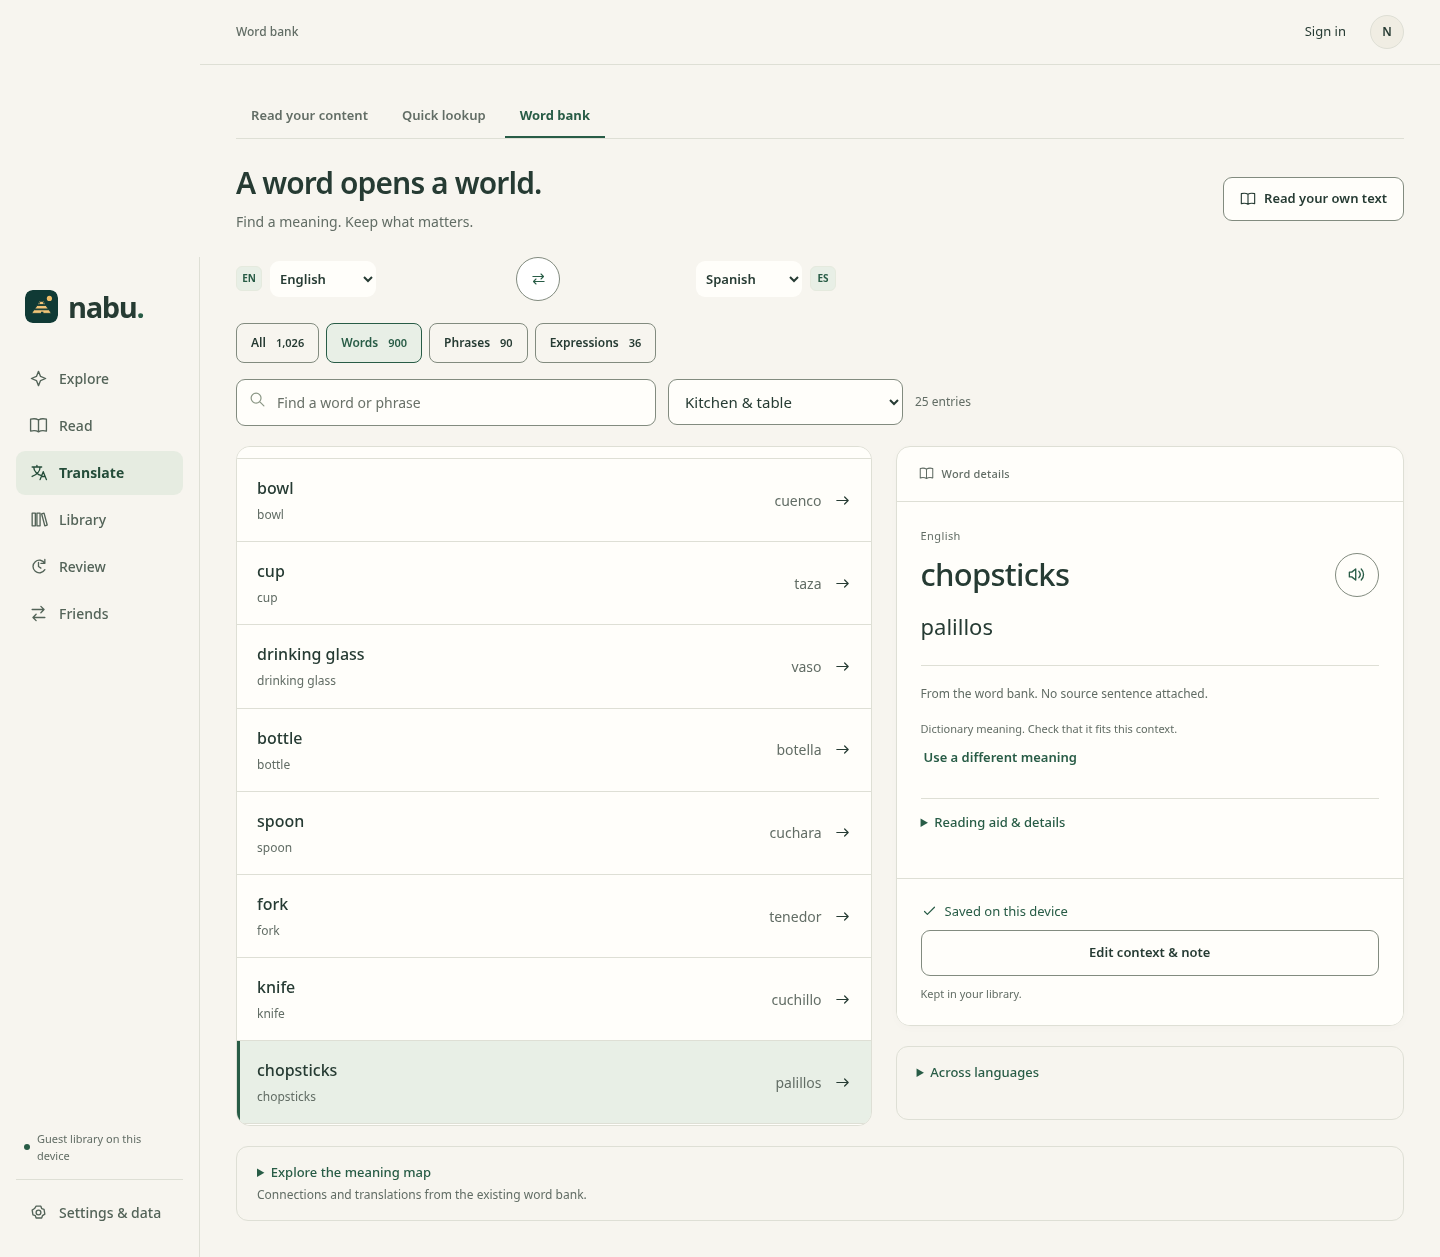 Word bank
Sign in
N
Read your content
Quick lookup
Word bank
A word opens a world.
Find a meaning. Keep what matters.
Read your own text
EN
English
Spanish
ES
nabu.
Explore
Read
Translate
Library
Review
Friends
Guest library on this
device
Settings & data
All 1,026
Words 900
Phrases 90
Expressions 36
Find a word or phrase
Kitchen & table
25 entries
bowl
bowl
cuenco
cup
cup
taza
drinking glass
drinking glass
vaso
bottle
bottle
botella
spoon
spoon
cuchara
fork
fork
tenedor
knife
knife
cuchillo
chopsticks
chopsticks
palillos
Word details
English
chopsticks
palillos
From the word bank. No source sentence attached.
Dictionary meaning. Check that it fits this context.
Use a different meaning
Reading aid & details
Saved on this device
Edit context & note
Kept in your library.
Across languages
Explore the meaning map
Connections and translations from the existing word bank.